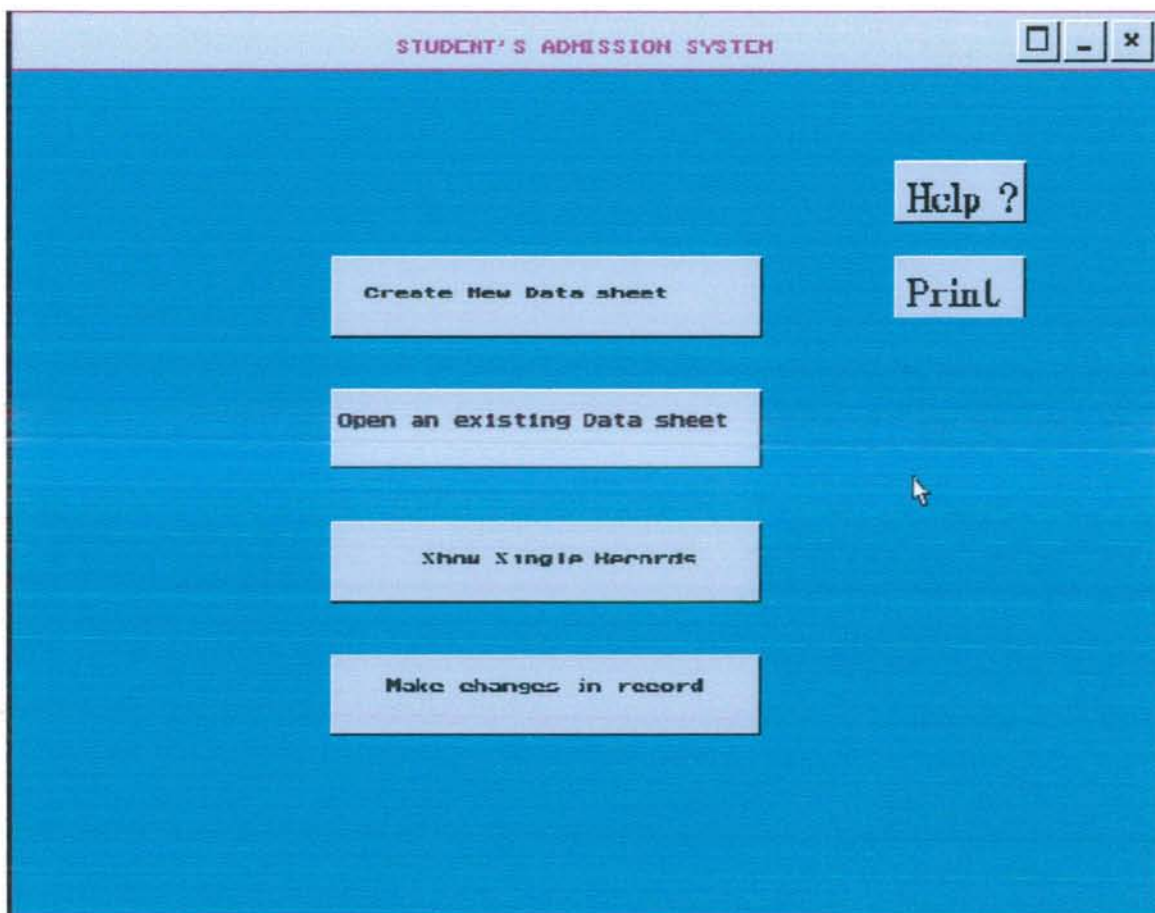 STUDENT'S ADMISSION SYSTEM
Help ?
Create New Data sheet
Print
Open an existing Data sheet
Show Single Records
Make changes in record